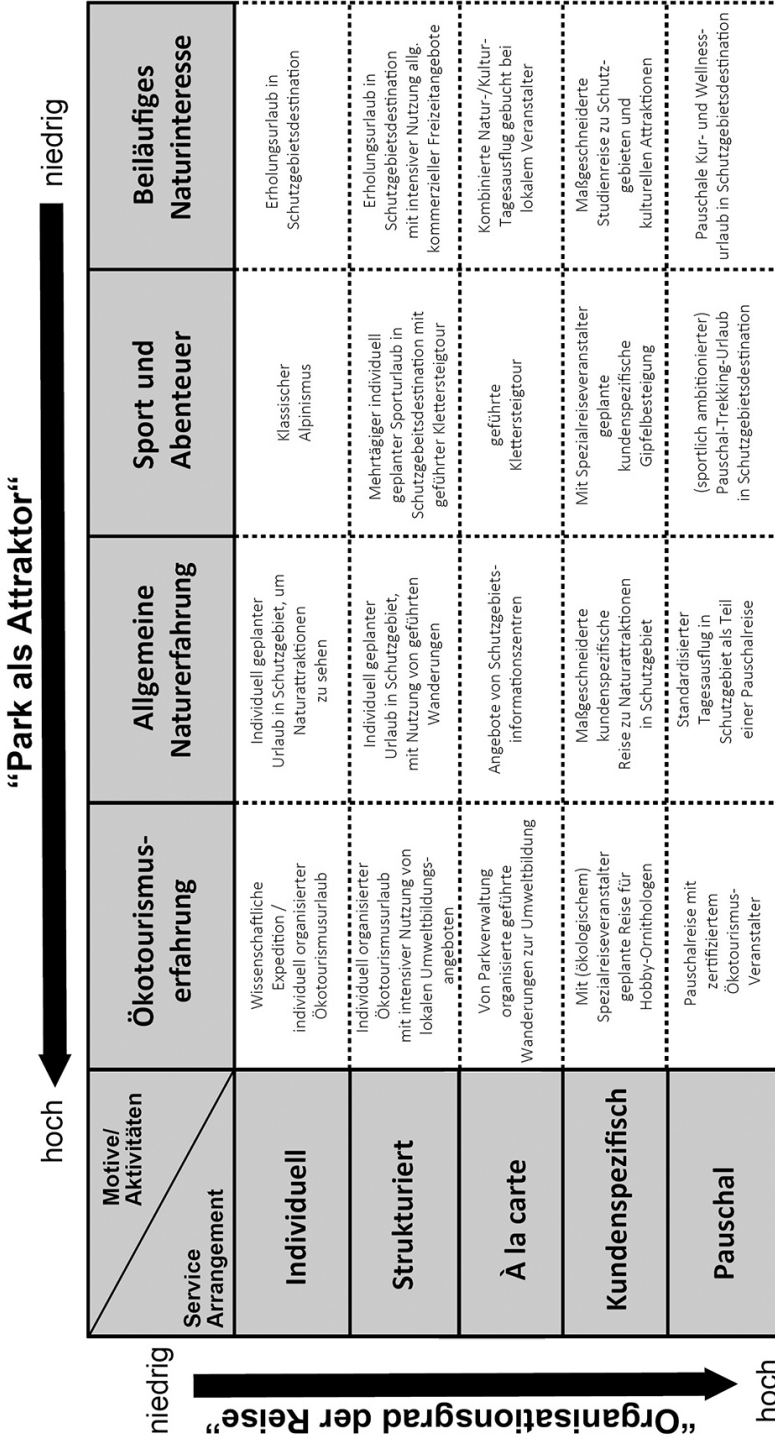 “Park als Attraktor“
hoch
niedrig
Motive/
Aktivitäten
Service
Arrangement
Ökotourismus-
erfahrung
Allgemeine
Naturerfahrung
Sport und
Abenteuer
Beiläufiges
Naturinteresse
niedrig
“Organisationsgrad der Reise”
hoch
Individuell
Wissenschaftliche
Expedition /
individuell organisierter
Ökotourismusurlaub
Individuell geplanter
Urlaub in Schutzgebiet, um
Naturattraktionen
zu sehen
Klassischer
Alpinismus
Erholungsurlaub in
Schutzgebietsdestination
Strukturiert
Individuell organisierter
Ökotourismusurlaub
mit intensiver Nutzung von
lokalen Umweltbildungs-
angeboten
Individuell geplanter
Urlaub in Schutzgebiet,
mit Nutzung von geführten
Wanderungen
Mehrtägiger individuell
geplanter Sporturlaub in
Schutzgebeitsdestination mit
geführter Klettersteigtour
Erholungsurlaub in
Schutzgebietsdestination
mit intensiver Nutzung allg.
kommerzieller Freizeitangebote
À la carte
Von Parkverwaltung
organisierte geführte
Wanderungen zur Umweltbildung
Angebote von Schutzgebiets-
informationszentren
geführte
Klettersteigtour
Kombinierte Natur-/Kultur-
Tagesausflug gebucht bei
lokalem Veranstalter
Kundenspezifisch
Mit (ökologischem)
Spezialreiseveranstalter
geplante Reise für
Hobby-Ornithologen
Maßgeschneiderte
kundenspezifische
Reise zu Naturattraktionen
in Schutzgebiet
Mit Spezialreiseveranstalter
geplante
kundenspezifische
Gipfelbesteigung
Maßgeschneiderte
Studienreise zu Schutz-
gebieten und
kulturellen Attraktionen
Pauschal
Pauschalreise mit
zertifiziertem
Ökotourismus-
Veranstalter
Standardisierter
Tagesausflug in
Schutzgebiet als Teil
einer Pauschalreise
(sportlich ambitionierter)
Pauschal-Trekking-Urlaub
in Schutzgebietsdestination
Pauschale Kur- und Wellness-
urlaub in Schutzgebietsdestination